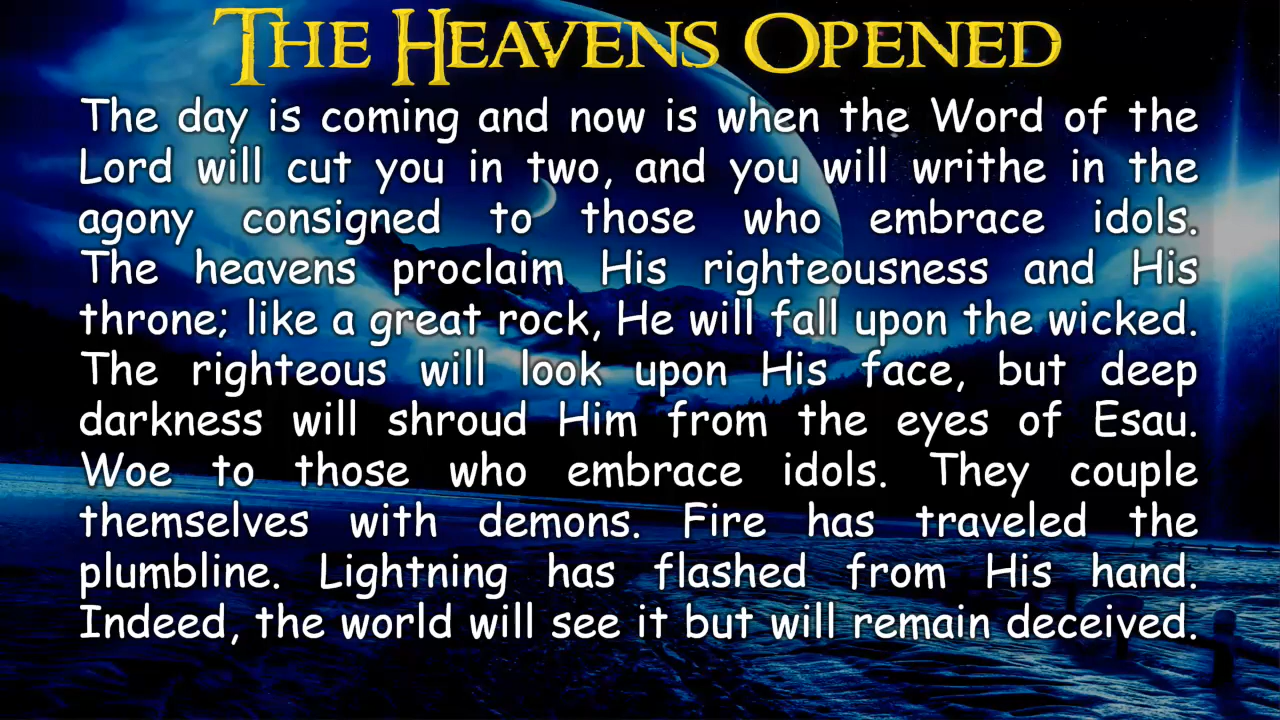 THE HEAVENS OPENED
The day is coming and now is when the Word of the
Lord will cut you in two, and you will writhe in the
agony consigned to those who embrace idols.
The heavens proclaim His righteousness and His
throne; like a great rock, He will fall upon the wicked.
The righteous will look upon His face, but deep
darkness will shroud Him from the eyes of Esau.
Woe to those who embrace idols. They couple
themselves with demons. Fire has traveled the
plumbline. Lightning has flashed from His hand.
Indeed, the world will see it but will remain deceived.